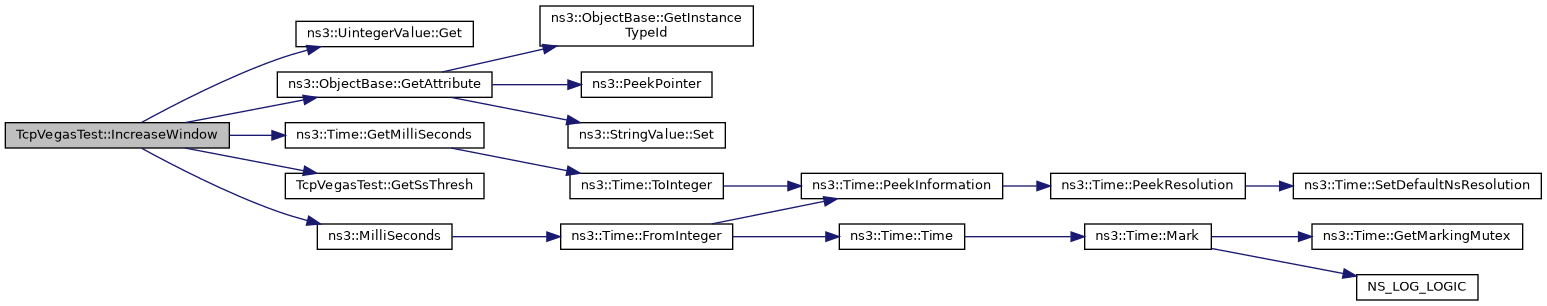 TcpVegasTest::IncreaseWindow
ns3::UintegerValue::Get
ns3::ObjectBase::GetAttribute
ns3::Time::GetMilliSeconds
TcpVegasTest::GetSsThresh
ns3::MilliSeconds
ns3::ObjectBase::GetInstance
TypeId
ns3::PeekPointer
ns3::StringValue::Set
ns3::Time::ToInteger
ns3::Time::FromInteger
ns3::Time::PeekInformation
ns3::Time::Time
ns3::Time::PeekResolution
ns3::Time::Mark
ns3::Time::SetDefaultNsResolution
ns3::Time::GetMarkingMutex
NS_LOG_LOGIC